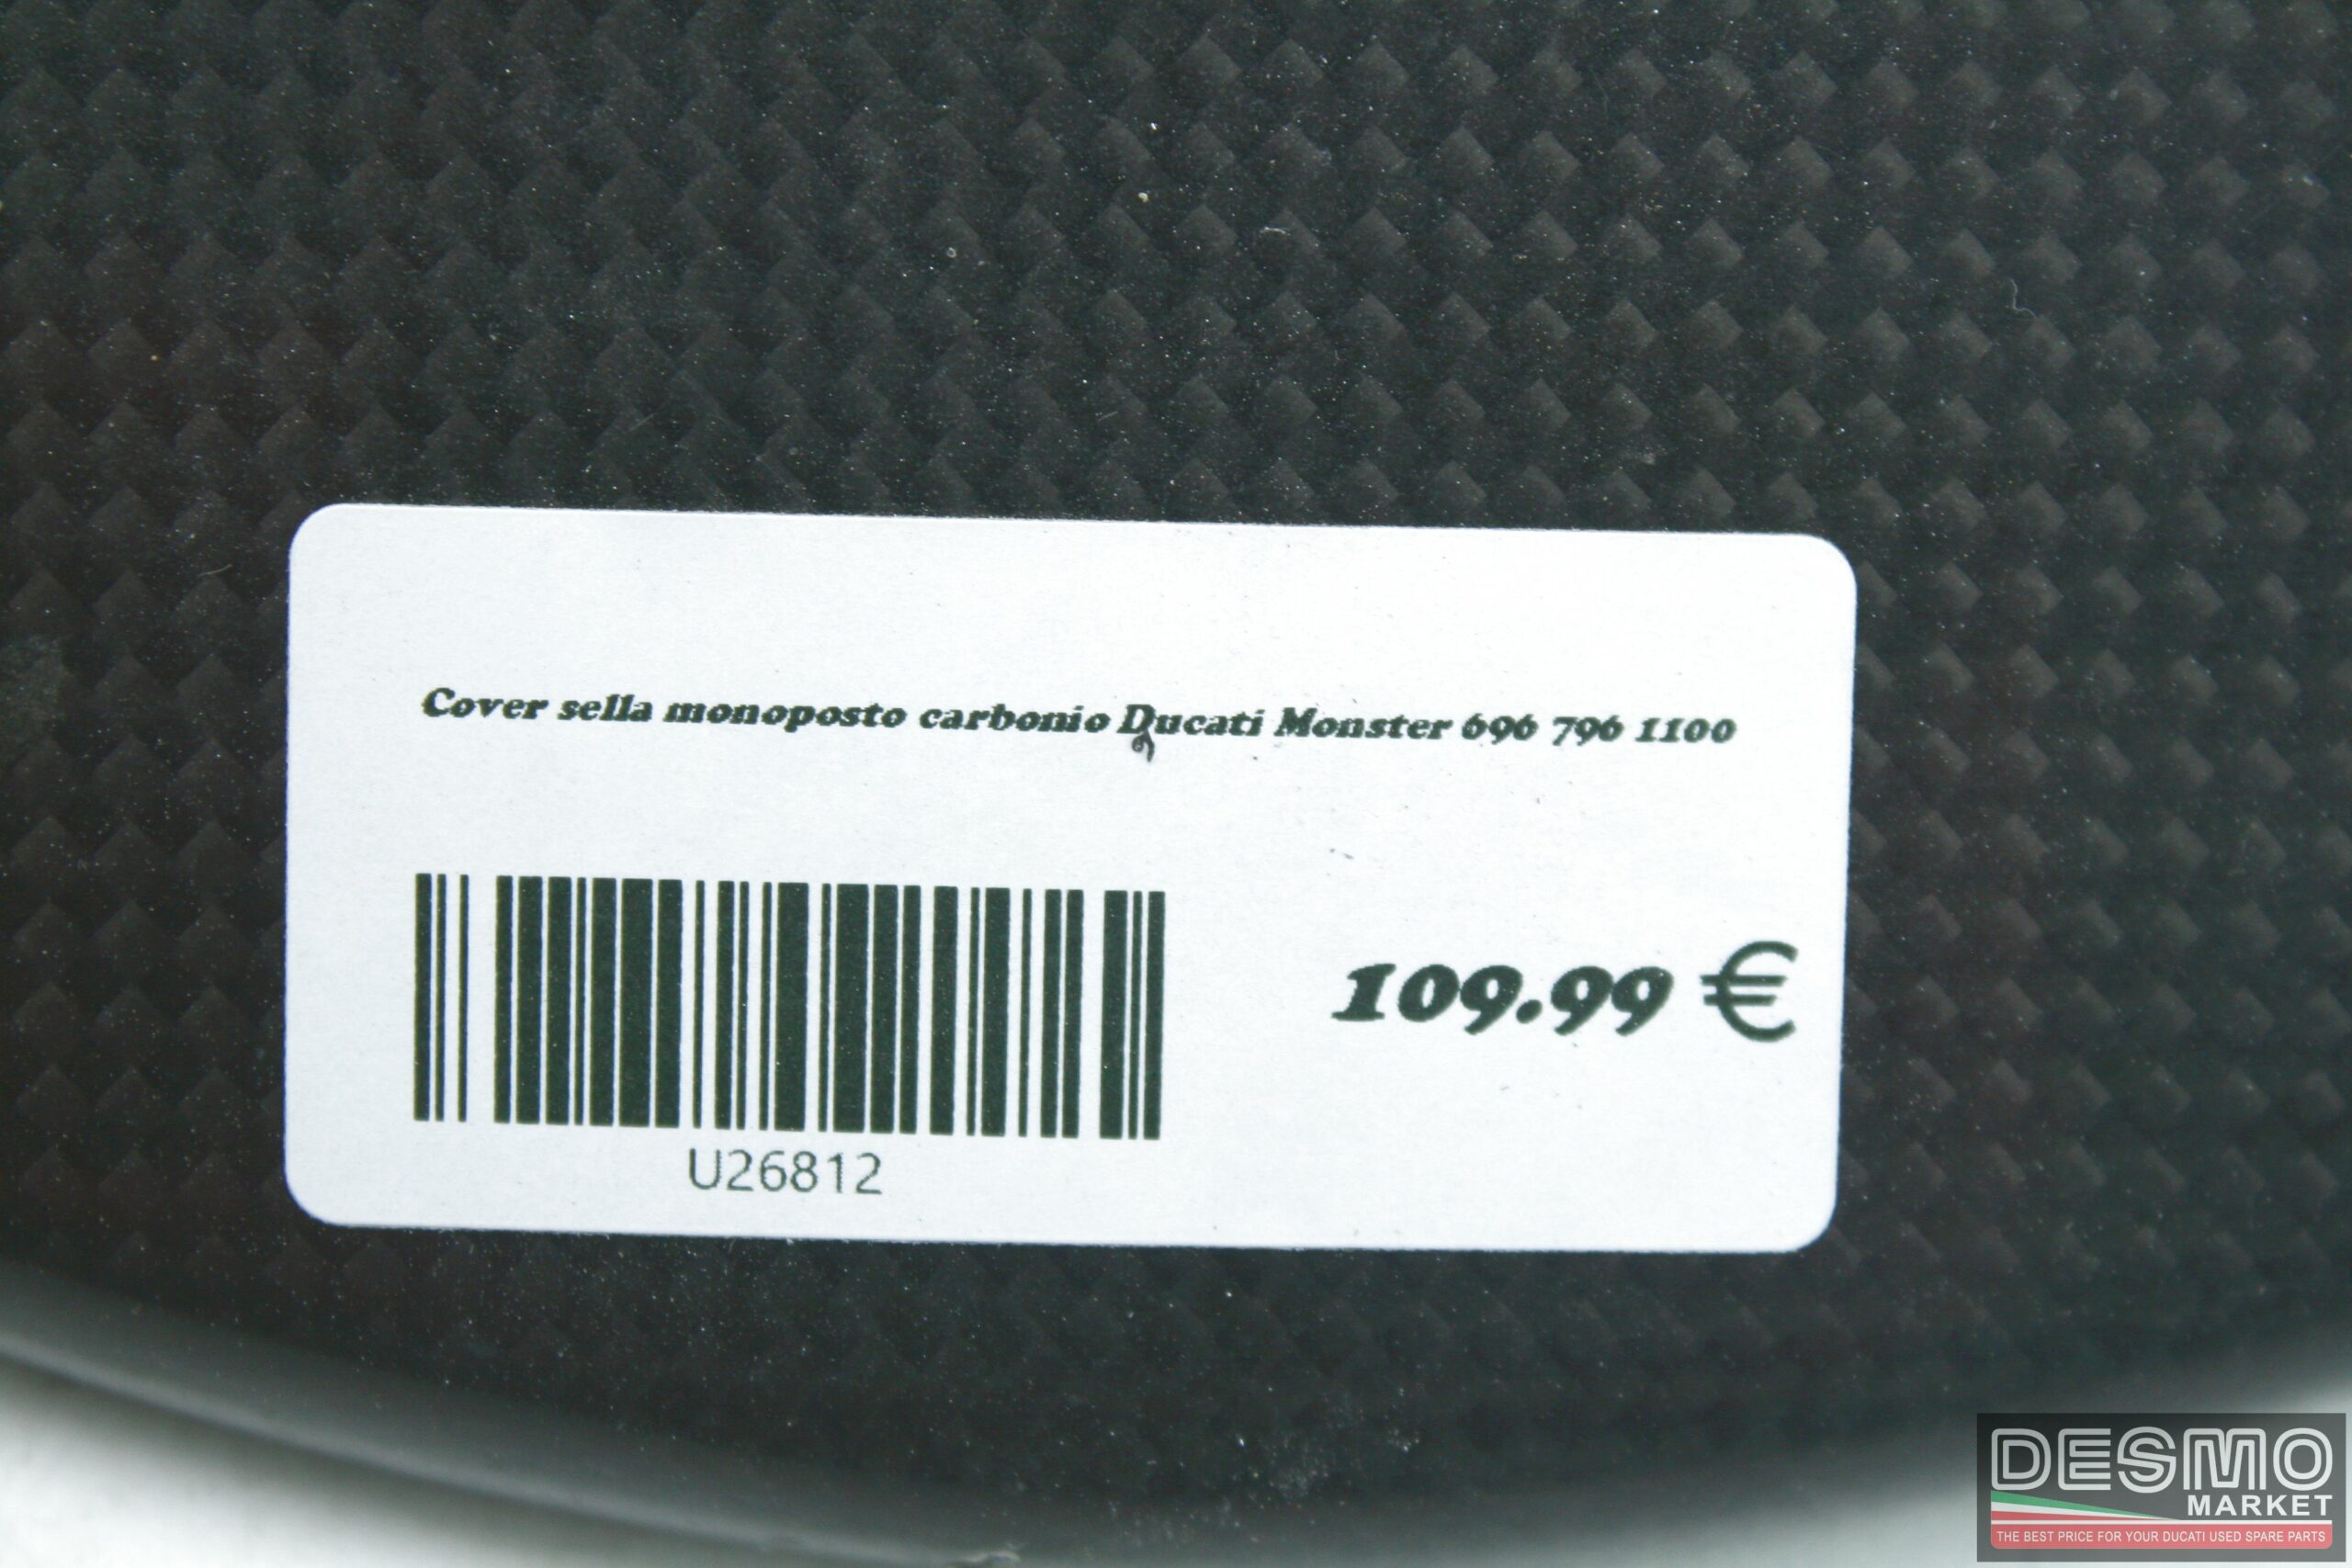 Cover sella monoposto carbonio Ducati Monster 696 796 1100
109.99 €
U26812
DESMO
MARKET
THE BEST PRICE FOR YOUR DUCATI USED SPARE PARTS